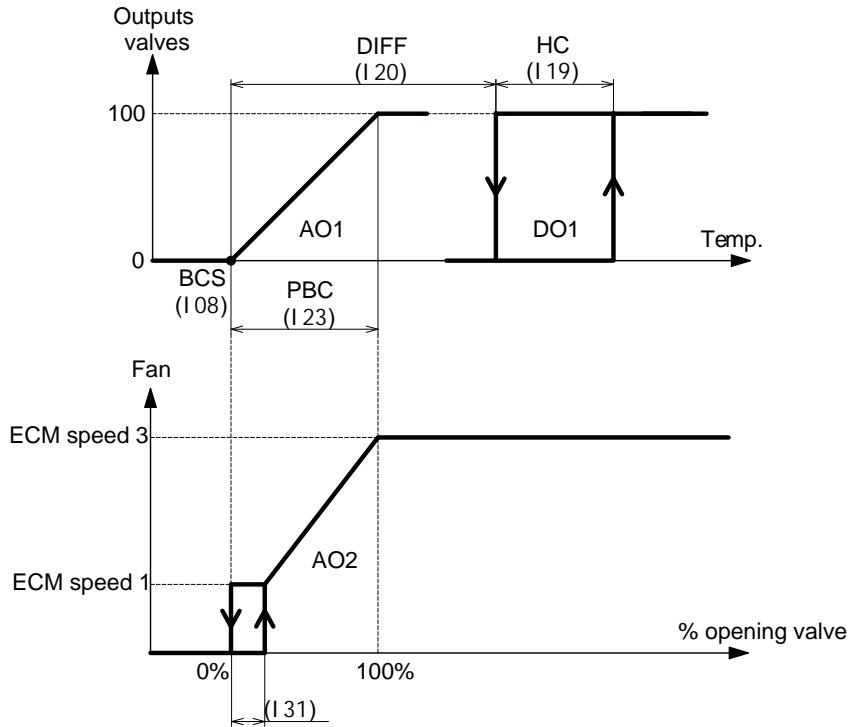 Outputs
valves
DIFF
(I 20)
HC
(I 19)
100
AO1
DO1
Temp.
0
BCS
(I 08)
PBC
(I 23)
Fan
ECM speed 3
AO2
ECM speed 1
% opening valve
0%
100%
(I 31)